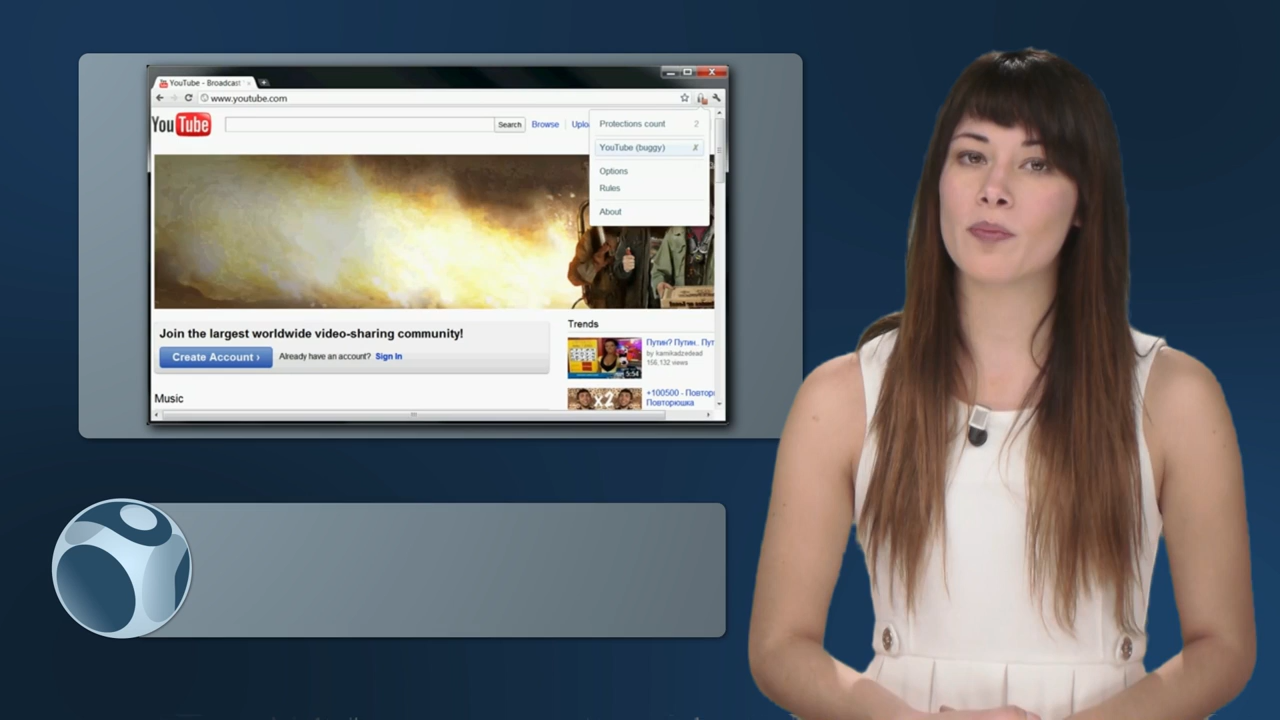 YouTube - Broadcast
www.youtube.com
YouTube
Search
Browse
Uplo
Protections count 2
YouTube (buggy) X
Options
Rules
About
Join the largest worldwide video-sharing community!
Create Account ›
Already have an account? Sign In
Music
Trends
Путин? Путин.. Пут
by kamikadzedead
156,132 views
5:54
+100500 - Повтор
Повторюшка
x2